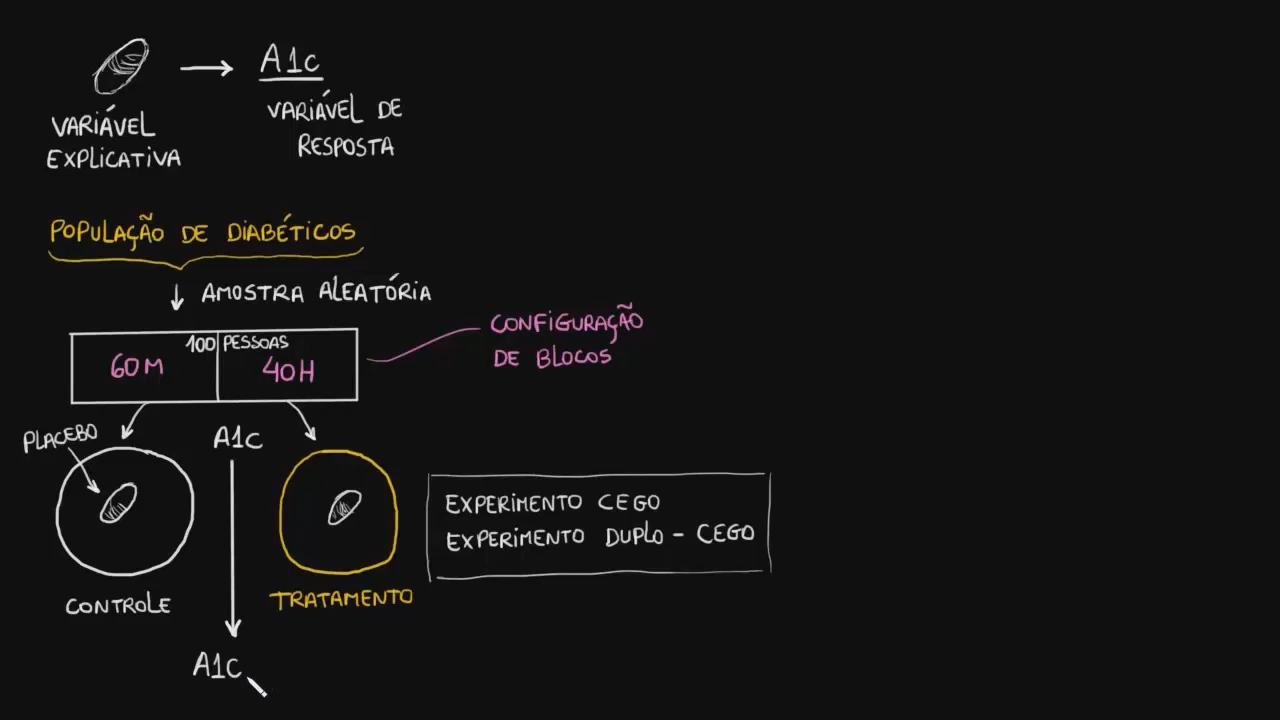 A1c
VARIÁVEL
EXPLICATIVA
VARIÁVEL DE
RESPOSTA
POPULAÇÃO DE DIABÉTICOS
AMOSTRA ALEATÓRIA
100 PESSOAS
60M
40H
CONFIGURAÇÃO
DE BLOCOS
PLACEBO
A1C
EXPERIMENTO CEGO
EXPERIMENTO DUPLO - CEGO
CONTROLE
TRATAMENTO
A1C